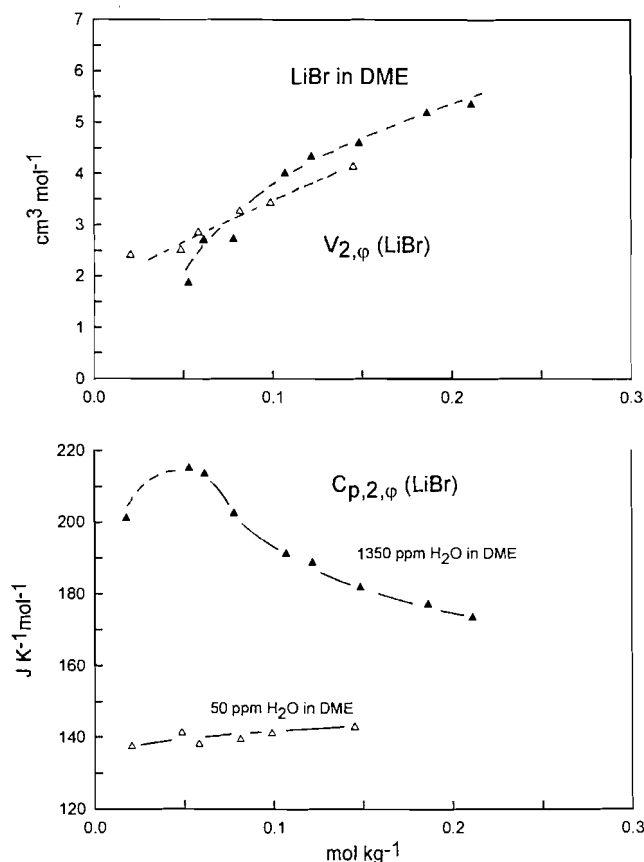 7
6
5
4
3
2
1
0
cm³ mol⁻¹
LiBr in DME
V₂,φ (LiBr)
0.0
0.1
0.2
0.3
220
200
180
160
140
120
J K⁻¹mol⁻¹
Cp,2,φ (LiBr)
1350 ppm H₂O in DME
50 ppm H₂O in DME
0.0
0.1
0.2
0.3
mol kg⁻¹